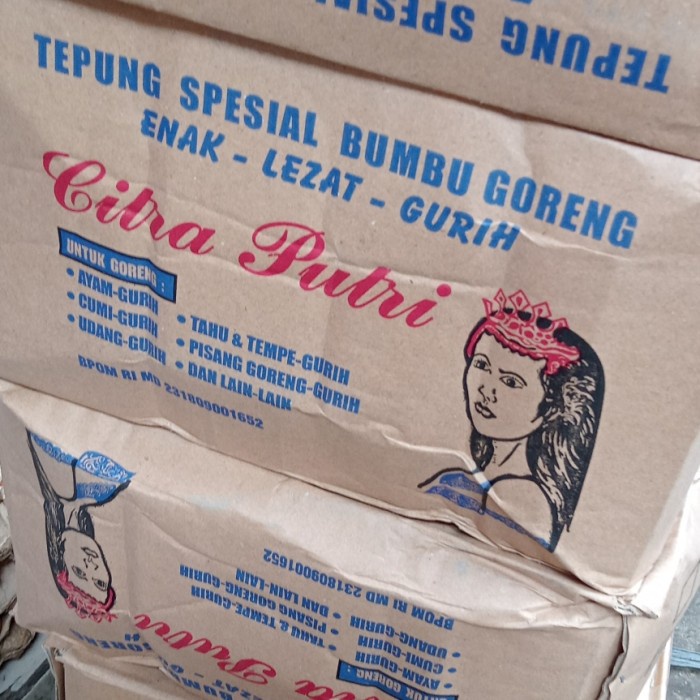 TEPUNG SPESIAL
TEPUNG SPESIAL BUMBU GORENG
ENAK - LEZAT - GURIH
Citra Putri
UNTUK GORENG :
• AYAM-GURIH
• CUMI-GURIH
• UDANG-GURIH
• TAHU & TEMPE-GURIH
• PISANG GORENG-GURIH
• DAN LAIN-LAIK
BPOM RI MD 231809001652
BPOM RI MD 231809001652
• DAN LAIN-LAIN
• PISANG GORENG-GURIH
• TAHU & TEMPE-GURIH
UDANG-GURIH
• CUMI-GURIH
• AYAM-GURIH
UNTUK GORENG :
Putri